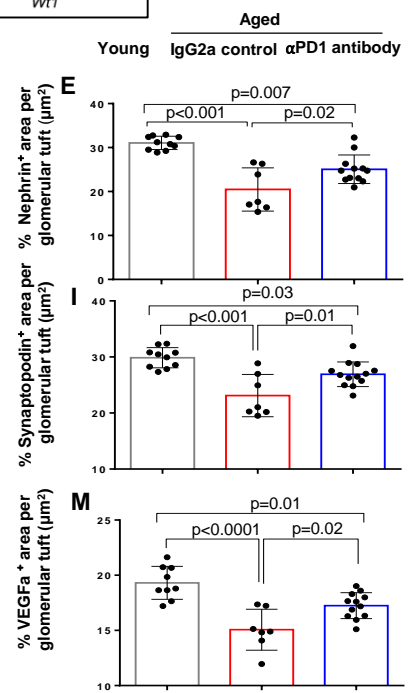 Wt1
Aged
Young IgG2a control αPD1 antibody
E
% Nephrin⁺ area per
glomerular tuft (µm²)
p=0.007
p<0.001 p=0.02
40
30
20
10
0
I
% Synaptopodin⁺ area per
glomerular tuft (µm²)
p=0.03
p<0.001 p=0.01
40
30
20
10
M
% VEGFa ⁺ area per
glomerular tuft (µm²)
p=0.01
p<0.0001 p=0.02
25
20
15
10